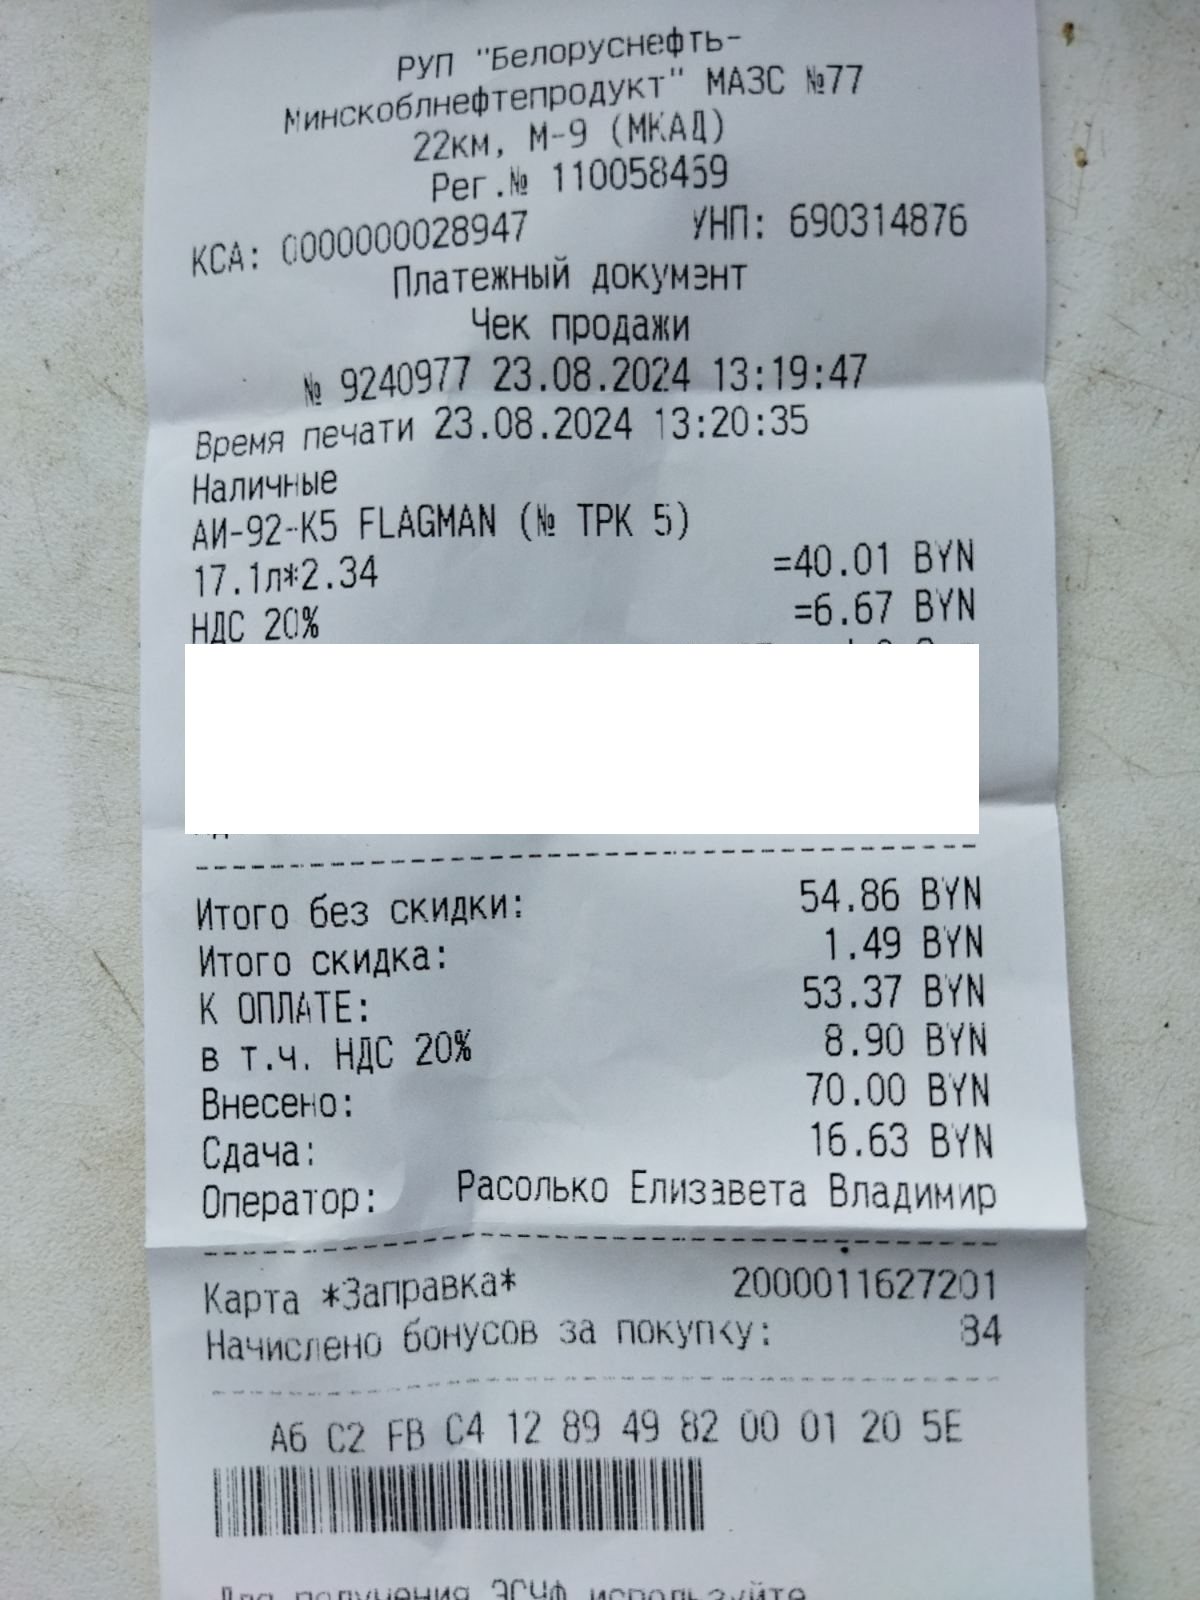 РУП "Белоруснефть-
Минскоблнефтепродукт" МАЗС №77
22км, М-9 (МКАД)
Рег.№ 110058459
КСА: 0000000028947 УНП: 690314876
Платежный документ
Чек продажи
№ 9240977 23.08.2024 13:19:47
Время печати 23.08.2024 13:20:35
Наличные
АИ-92-К5 FLAGMAN (№ ТРК 5)
17.1л*2.34 =40.01 BYN
НДС 20% =6.67 BYN
Итого без скидки: 54.86 BYN
Итого скидка: 1.49 BYN
К ОПЛАТЕ: 53.37 BYN
в т.ч. НДС 20% 8.90 BYN
Внесено: 70.00 BYN
Сдача: 16.63 BYN
Оператор: Расолько Елизавета Владимир
Карта *Заправка* 2000011627201
Начислено бонусов за покупку: 84
A6 C2 FB C4 12 89 49 82 00 01 20 5E
Для получения ЭСЧФ используйте